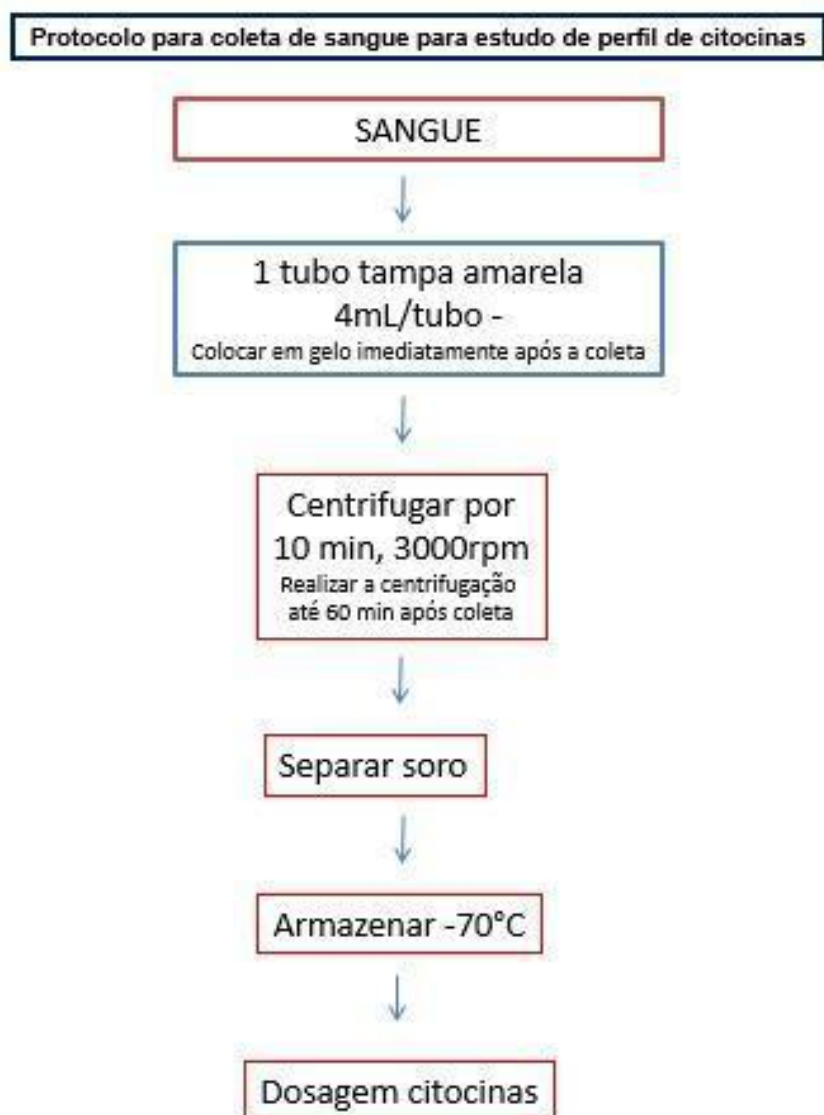 Protocolo para coleta de sangue para estudo de perfil de citocinas
SANGUE
1 tubo tampa amarela
4mL/tubo -
Colocar em gelo imediatamente após a coleta
Centrifugar por
10 min, 3000rpm
Realizar a centrifugação
até 60 min após coleta
Separar soro
Armazenar -70°C
Dosagem citocinas